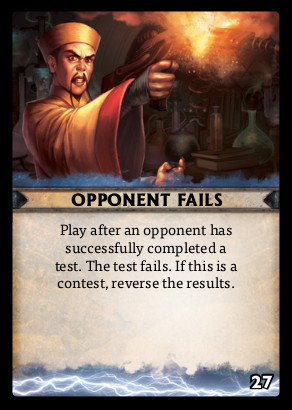 OPPONENT FAILS
Play after an opponent has
successfully completed a
test. The test fails. If this is a
contest, reverse the results.
27